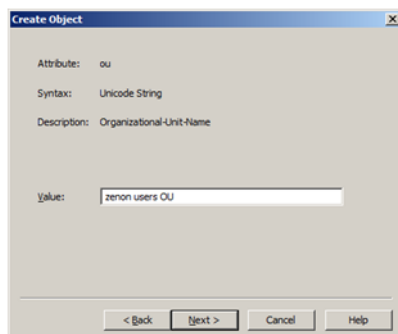 Create Object
Attribute: ou
Syntax: Unicode String
Description: Organizational-Unit-Name
Value: zenon users OU
< Back Next > Cancel Help